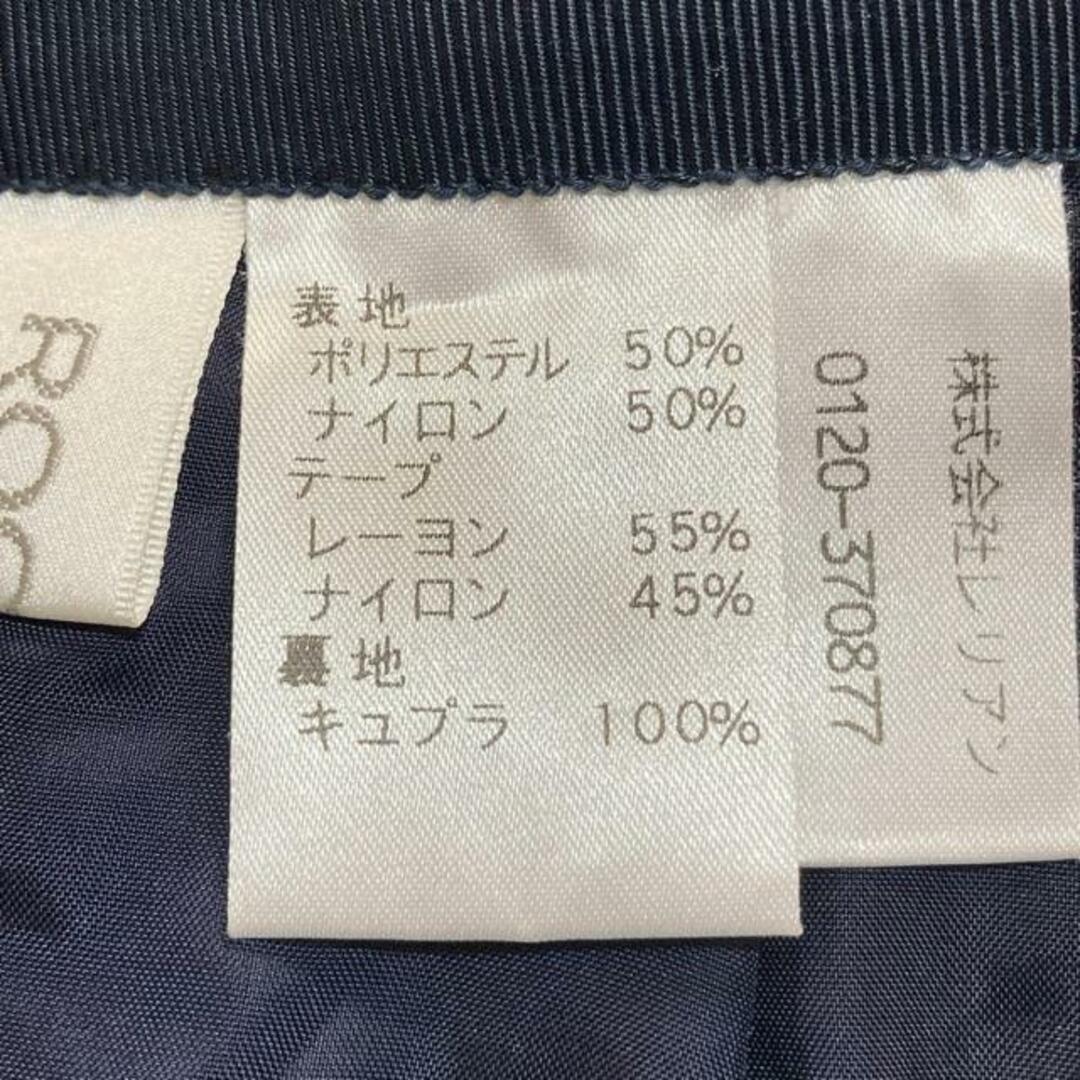 表地
ポリエステル 50%
ナイロン 50%
テープ
レーヨン 55%
ナイロン 45%
裏地
キュプラ 100%
株式会社レリアン
0120-370877